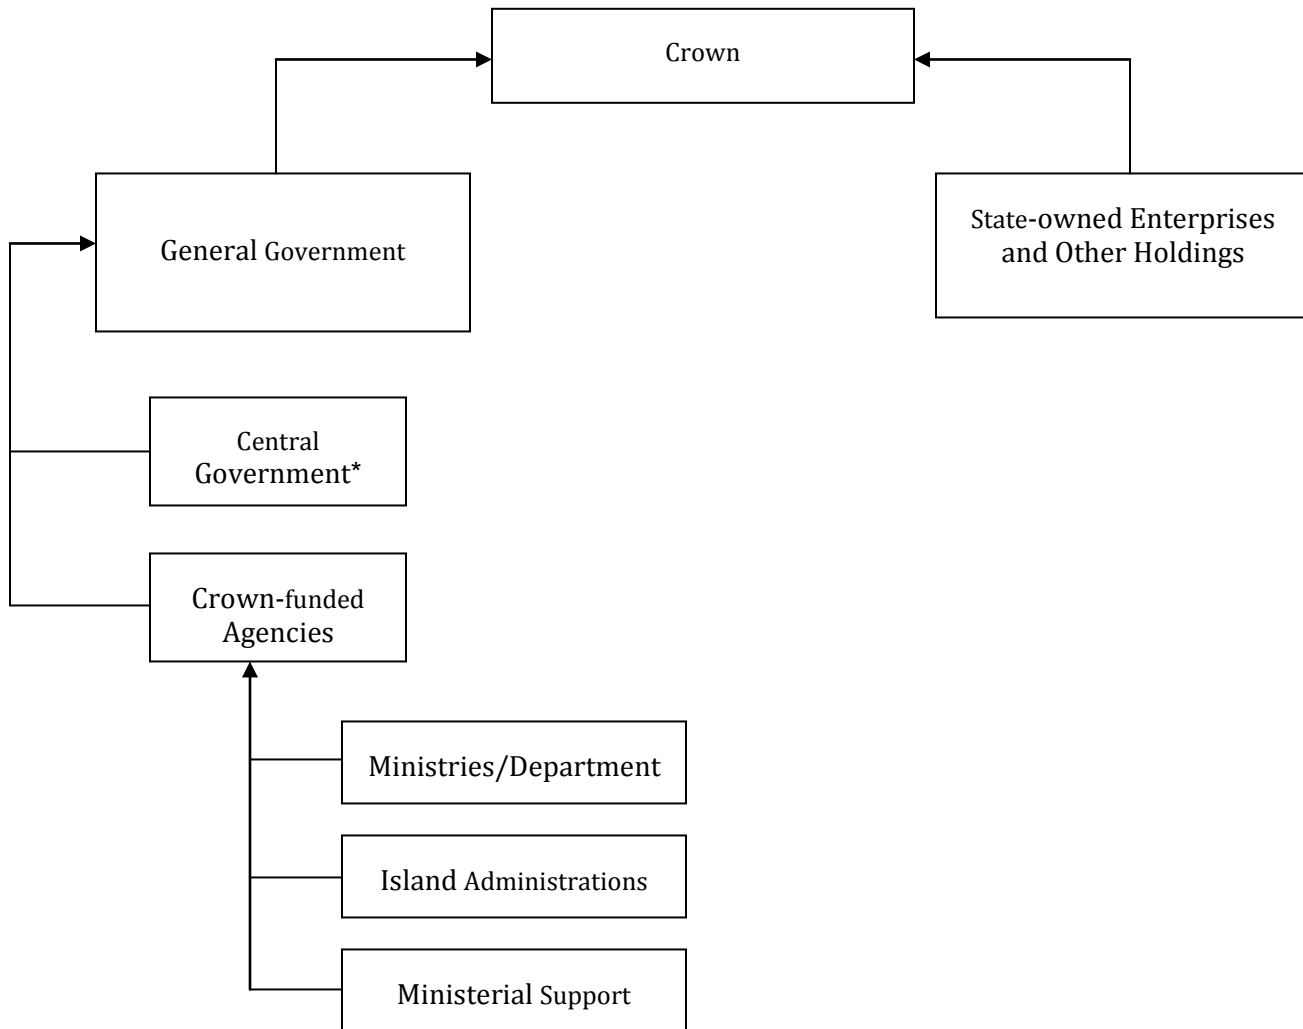 Crown
General Government
State-owned Enterprises
and Other Holdings
Central
Government*
Crown-funded
Agencies
Ministries/Department
Island Administrations
Ministerial Support